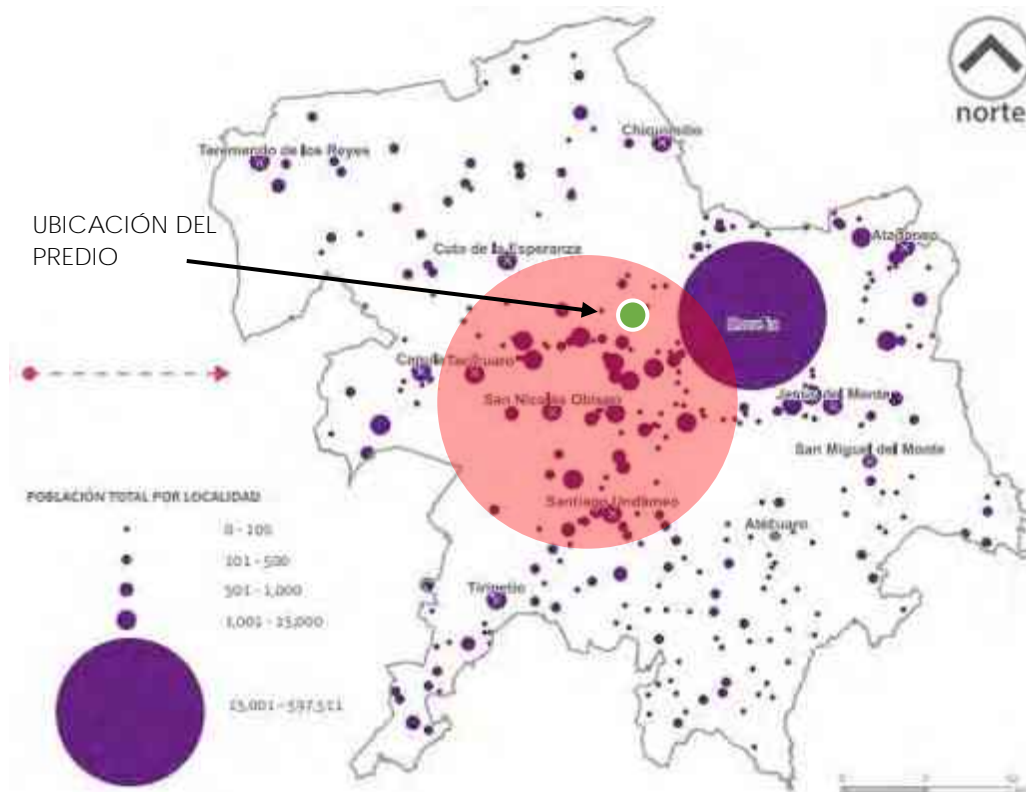 norte
Chiquimitio
Teremendo de los Reyes
UBICACIÓN DEL
PREDIO
Atapaneo
Cuto de la Esperanza
Morelia
Capula
Tacícuaro
Jesús del Monte
San Nicolás Obispo
San Miguel del Monte
POBLACIÓN TOTAL POR LOCALIDAD
0 - 100
Santiago Undameo
Atécuaro
101 - 500
501 - 1,000
Tiripetío
1,001 - 15,000
15,001 - 597,511